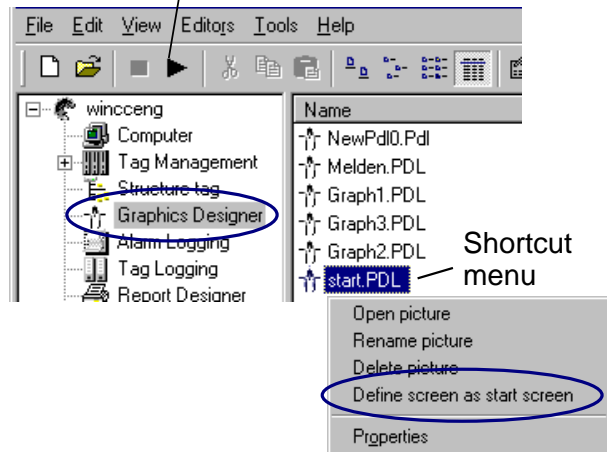 File Edit View Editors Tools Help
wincceng
Computer
Tag Management
Structure tag
Graphics Designer
Alarm Logging
Tag Logging
Report Designer
Name
NewPdl0.Pdl
Melden.PDL
Graph1.PDL
Graph3.PDL
Graph2.PDL
start.PDL
Shortcut
menu
Open picture
Rename picture
Delete picture
Define screen as start screen
Properties